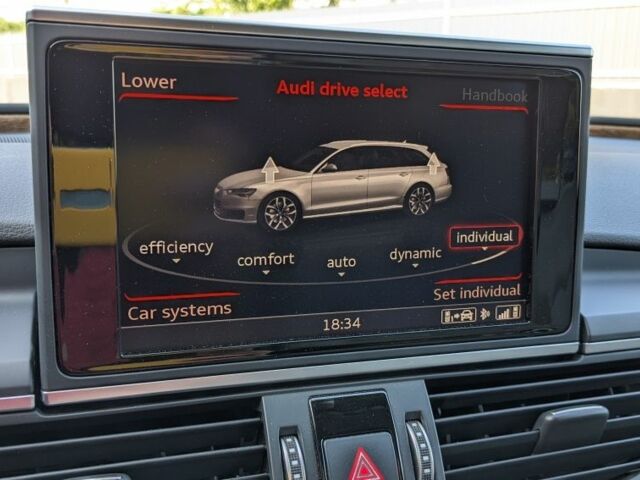 Lower
Audi drive select
Handbook
efficiency
comfort
auto
dynamic
individual
Set individual
Car systems
18:34